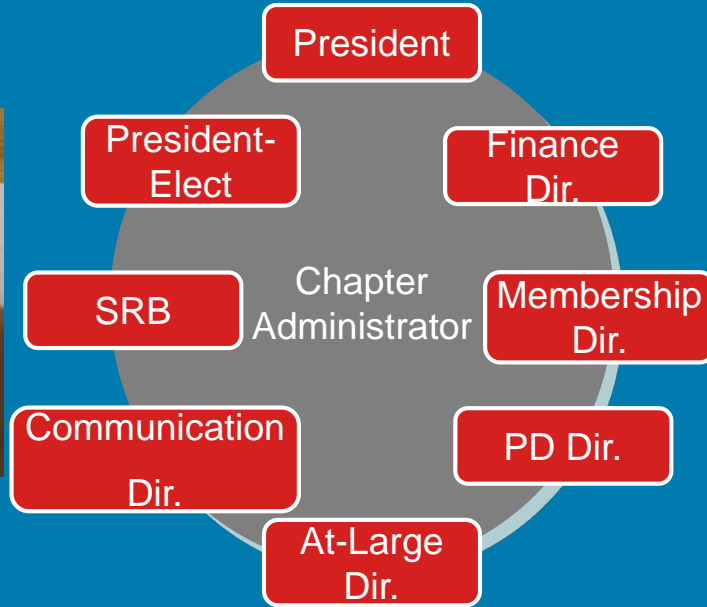 President
President-
Elect
Finance
Dir.
SRB
Chapter
Administrator
Membership
Dir.
Communication
Dir.
PD Dir.
At-Large
Dir.